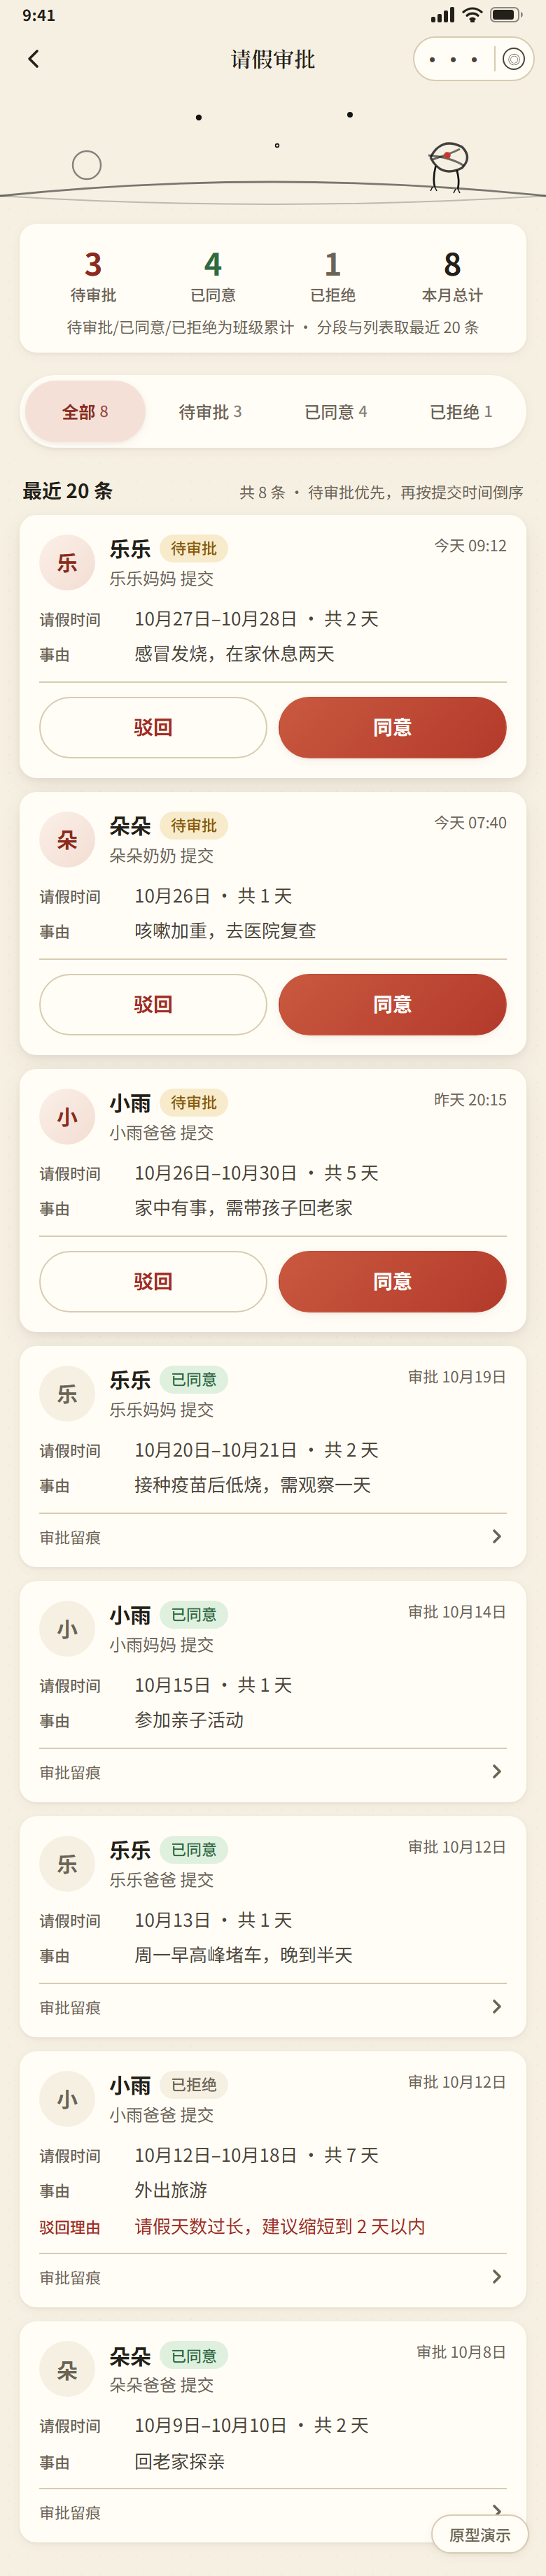 9:41
请假审批
3 4 1 8
待审批 已同意 已拒绝 本月总计
待审批/已同意/已拒绝为班级累计 · 分段与列表取最近 20 条
全部 8 待审批 3 已同意 4 已拒绝 1
最近 20 条 共 8 条 · 待审批优先，再按提交时间倒序
乐 乐乐 待审批 今天 09:12
乐乐妈妈 提交
请假时间 10月27日–10月28日 · 共 2 天
事由 感冒发烧，在家休息两天
驳回 同意
朵 朵朵 待审批 今天 07:40
朵朵奶奶 提交
请假时间 10月26日 · 共 1 天
事由 咳嗽加重，去医院复查
驳回 同意
小 小雨 待审批 昨天 20:15
小雨爸爸 提交
请假时间 10月26日–10月30日 · 共 5 天
事由 家中有事，需带孩子回老家
驳回 同意
乐 乐乐 已同意 审批 10月19日
乐乐妈妈 提交
请假时间 10月20日–10月21日 · 共 2 天
事由 接种疫苗后低烧，需观察一天
审批留痕
小 小雨 已同意 审批 10月14日
小雨妈妈 提交
请假时间 10月15日 · 共 1 天
事由 参加亲子活动
审批留痕
乐 乐乐 已同意 审批 10月12日
乐乐爸爸 提交
请假时间 10月13日 · 共 1 天
事由 周一早高峰堵车，晚到半天
审批留痕
小 小雨 已拒绝 审批 10月12日
小雨爸爸 提交
请假时间 10月12日–10月18日 · 共 7 天
事由 外出旅游
驳回理由 请假天数过长，建议缩短到 2 天以内
审批留痕
朵 朵朵 已同意 审批 10月8日
朵朵爸爸 提交
请假时间 10月9日–10月10日 · 共 2 天
事由 回老家探亲
审批留痕
原型演示